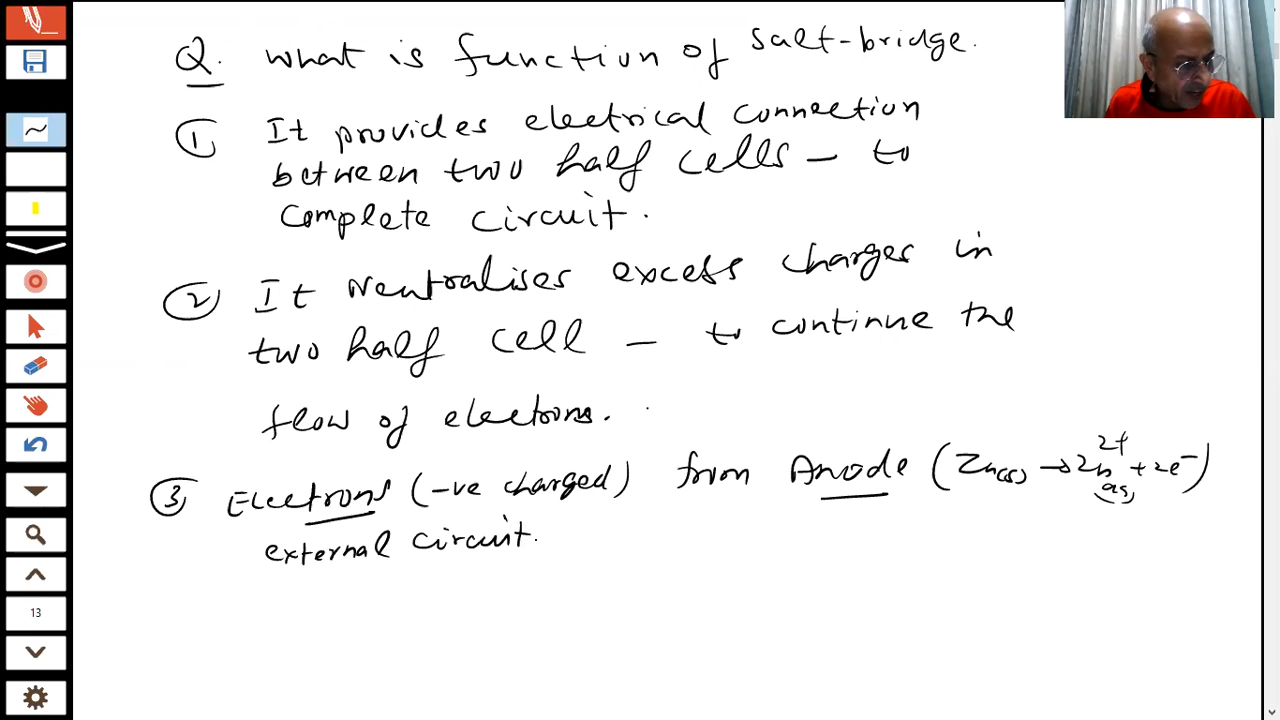 Q. What is function of salt-bridge.
① It provides electrical connection
between two half cells – to
complete circuit.
② It Neutralises excess charges in
two half cell – to continue the
flow of electrons.
③ Electrons (-ve charged) from Anode (Zn(s) → Zn²⁺(aq) + 2e⁻)
external circuit.
13